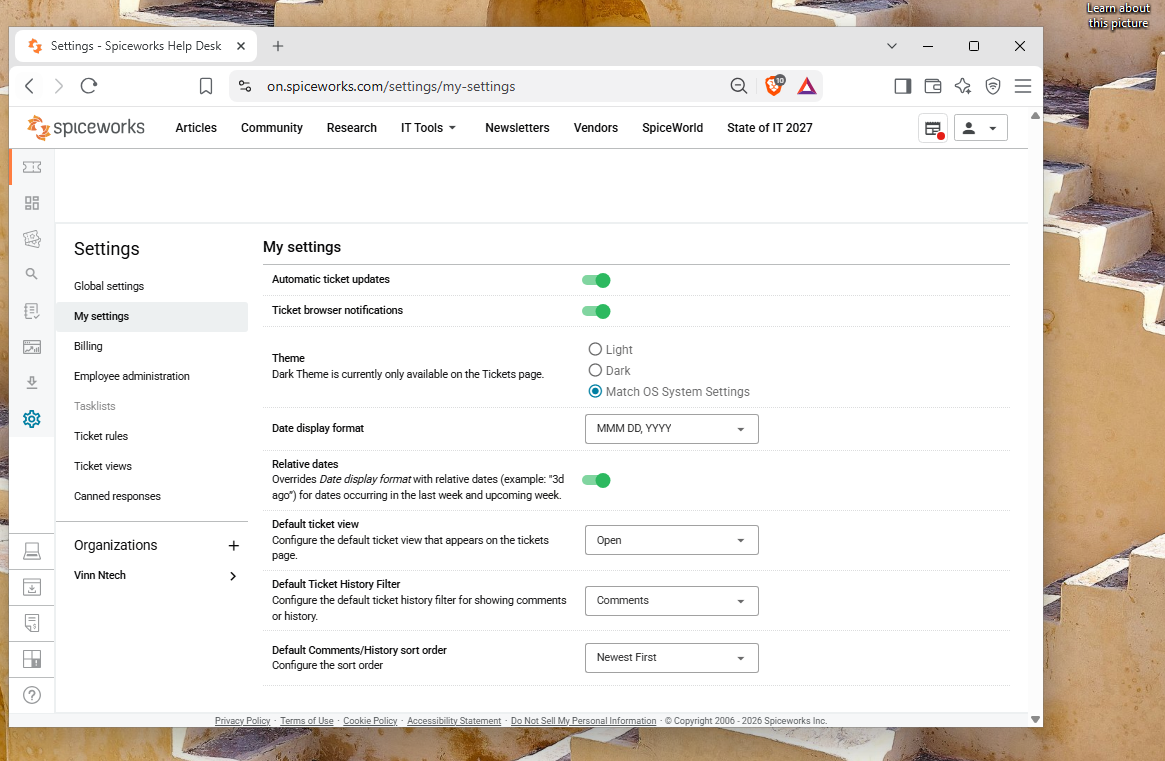 Learn about
this picture
Settings - Spiceworks Help Desk
on.spiceworks.com/settings/my-settings
10
spiceworks
Articles
Community
Research
IT Tools
Newsletters
Vendors
SpiceWorld
State of IT 2027
Settings
Global settings
My settings
Billing
Employee administration
Tasklists
Ticket rules
Ticket views
Canned responses
Organizations
Vinn Ntech
My settings
Automatic ticket updates
Ticket browser notifications
Theme
Dark Theme is currently only available on the Tickets page.
Light
Dark
Match OS System Settings
Date display format
MMM DD, YYYY
Relative dates
Overrides Date display format with relative dates (example: "3d
ago") for dates occurring in the last week and upcoming week.
Default ticket view
Configure the default ticket view that appears on the tickets
page.
Open
Default Ticket History Filter
Configure the default ticket history filter for showing comments
or history.
Comments
Default Comments/History sort order
Configure the sort order
Newest First
Privacy Policy · Terms of Use · Cookie Policy · Accessibility Statement · Do Not Sell My Personal Information · © Copyright 2006 - 2026 Spiceworks Inc.